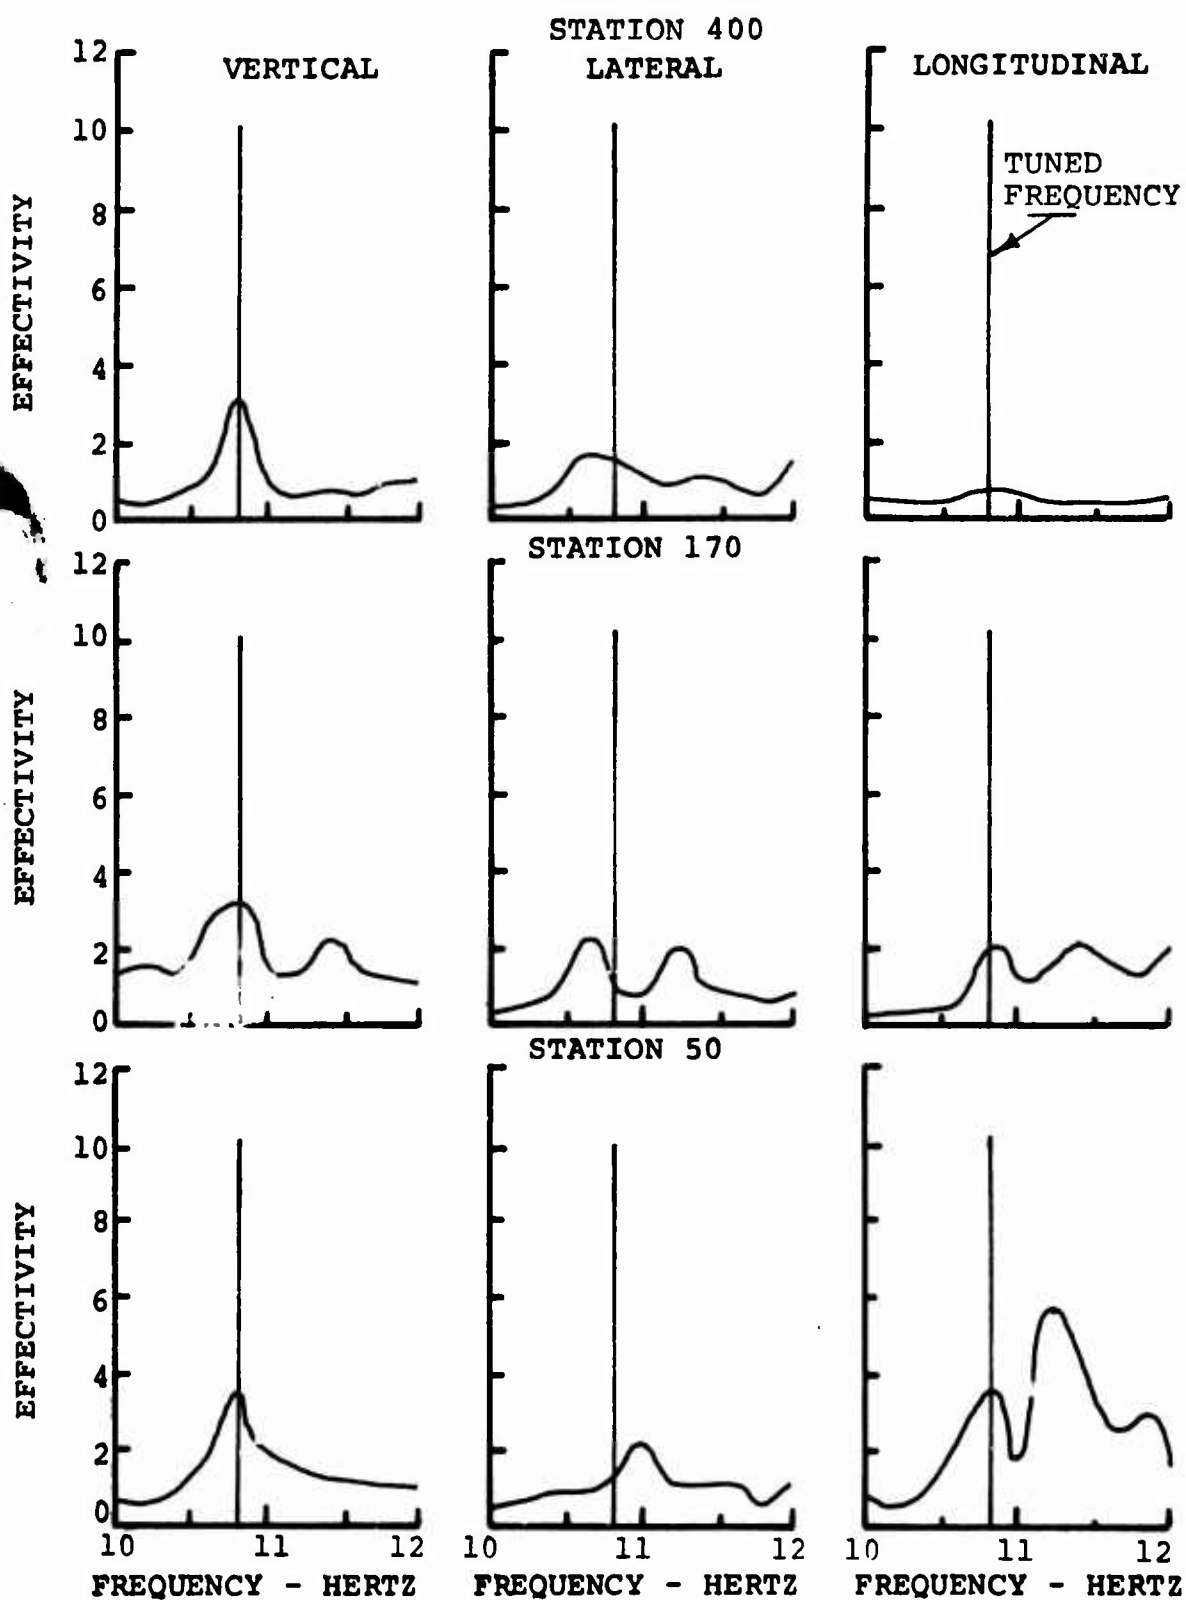 STATION 400
VERTICAL LATERAL LONGITUDINAL
TUNED
FREQUENCY
EFFECTIVITY
12
10
8
6
4
2
0
STATION 170
EFFECTIVITY
12
10
8
6
4
2
0
STATION 50
EFFECTIVITY
12
10
8
6
4
2
0
10 11 12 10 11 12 10 11 12
FREQUENCY - HERTZ FREQUENCY - HERTZ FREQUENCY - HERTZ